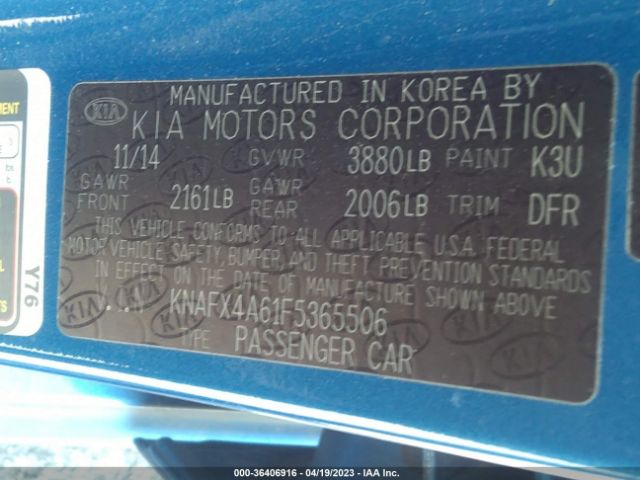 MANUFACTURED IN KOREA BY
KIA KIA MOTORS CORPORATION
11/14 GVWR 3880LB PAINT K3U
GAWR FRONT 2161LB GAWR REAR 2006LB TRIM DFR
THIS VEHICLE CONFORMS TO ALL APPLICABLE U.S.A. FEDERAL
MOTOR VEHICLE SAFETY, BUMPER, AND THEFT PREVENTION STANDARDS
IN EFFECT ON THE DATE OF MANUFACTURE SHOWN ABOVE
KNAFX4A61F5365506
TYPE PASSENGER CAR
Y76
000-36406916 - 04/19/2023 - IAA Inc.